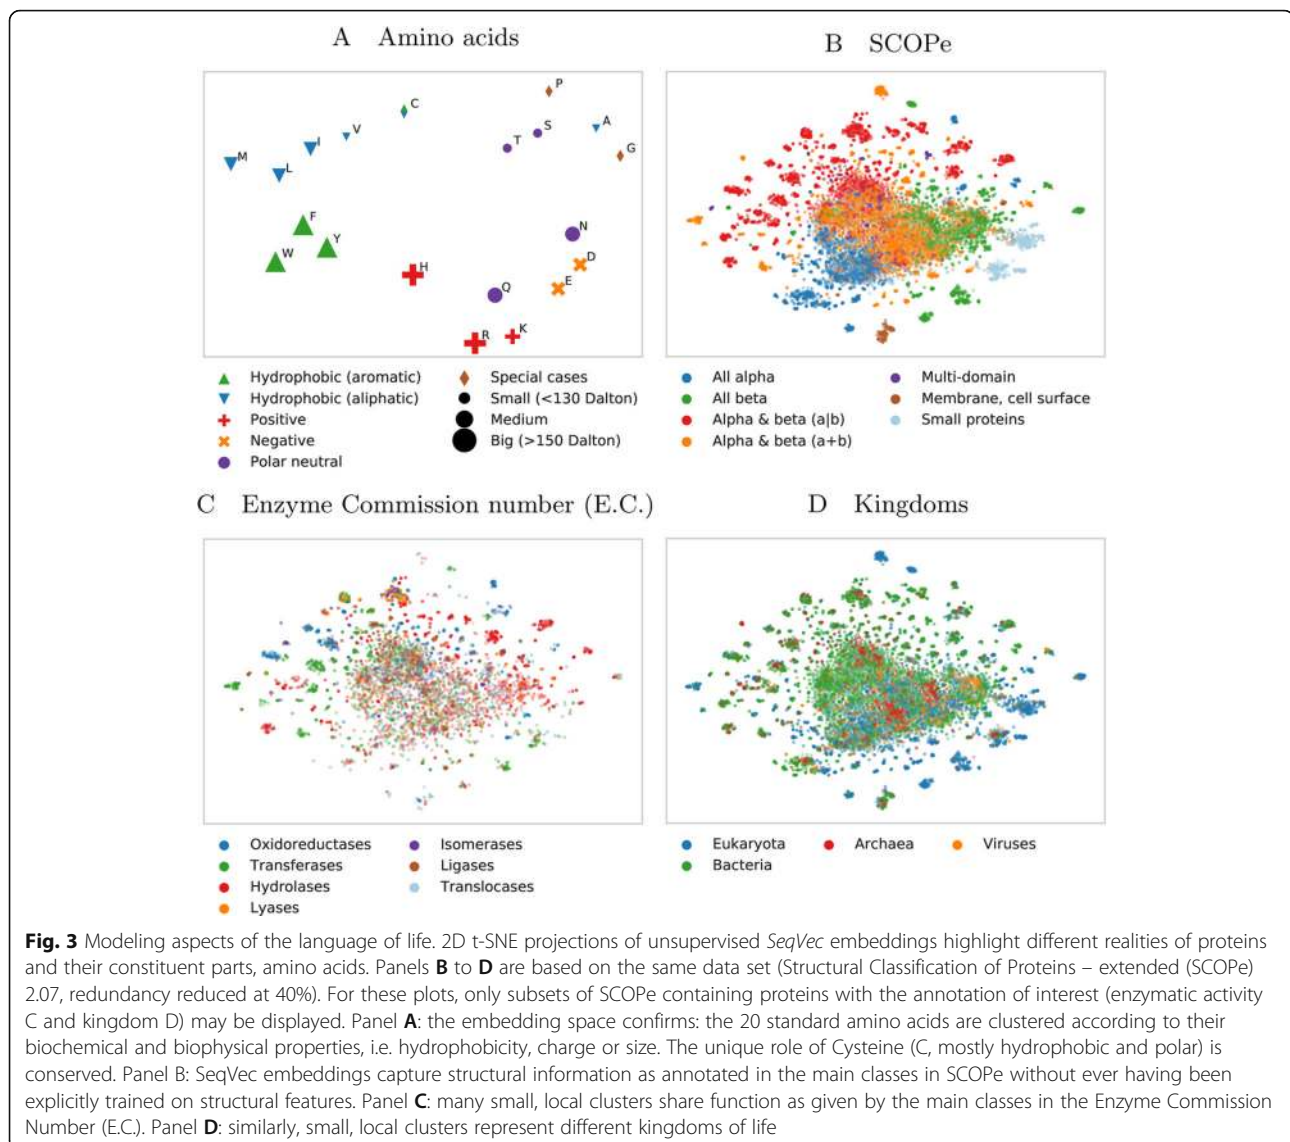 A Amino acids
P
C
A
S
V
T
I
G
M
L
F
N
Y
W
D
H
E
Q
K
R
Hydrophobic (aromatic)
Hydrophobic (aliphatic)
Positive
Negative
Polar neutral
Special cases
Small (<130 Dalton)
Medium
Big (>150 Dalton)
B SCOPe
All alpha
All beta
Alpha & beta (a|b)
Alpha & beta (a+b)
Multi-domain
Membrane, cell surface
Small proteins
C Enzyme Commission number (E.C.)
Oxidoreductases
Transferases
Hydrolases
Lyases
Isomerases
Ligases
Translocases
D Kingdoms
Eukaryota
Bacteria
Archaea
Viruses
Fig. 3 Modeling aspects of the language of life. 2D t-SNE projections of unsupervised SeqVec embeddings highlight different realities of proteins
and their constituent parts, amino acids. Panels B to D are based on the same data set (Structural Classification of Proteins – extended (SCOPe)
2.07, redundancy reduced at 40%). For these plots, only subsets of SCOPe containing proteins with the annotation of interest (enzymatic activity
C and kingdom D) may be displayed. Panel A: the embedding space confirms: the 20 standard amino acids are clustered according to their
biochemical and biophysical properties, i.e. hydrophobicity, charge or size. The unique role of Cysteine (C, mostly hydrophobic and polar) is
conserved. Panel B: SeqVec embeddings capture structural information as annotated in the main classes in SCOPe without ever having been
explicitly trained on structural features. Panel C: many small, local clusters share function as given by the main classes in the Enzyme Commission
Number (E.C.). Panel D: similarly, small, local clusters represent different kingdoms of life